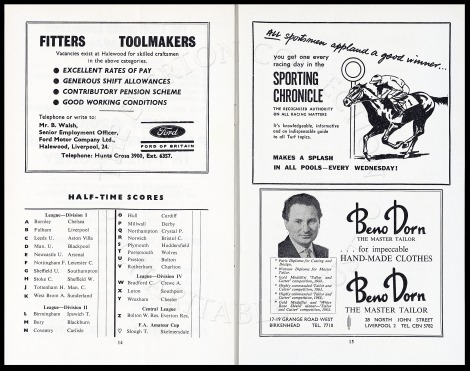 FITTERS TOOLMAKERS
Vacancies exist at Halewood for skilled craftsmen
in the above categories.
● EXCELLENT RATES OF PAY
● GENEROUS SHIFT ALLOWANCES
● CONTRIBUTORY PENSION SCHEME
● GOOD WORKING CONDITIONS
Telephone or write to:
Mr. B. Walsh,
Senior Employment Officer,
Ford Motor Company Ltd.,
Halewood, Liverpool, 24.
Ford
FORD OF BRITAIN
Telephone: Hunts Cross 3900, Ext. 6357.
HALF-TIME SCORES
League—Division I
A Burnley Chelsea
B Fulham Liverpool
C Leeds U. Aston Villa
D Man. U. Blackpool
E Newcastle U. Arsenal
F Nottingham F. Leicester C.
G Sheffield U. Southampton
H Stoke C. Sheffield W.
J Tottenham H. Man. C.
K West Brom A. Sunderland
League—Division II
L Birmingham Ipswich T.
M Bury Blackburn
N Coventry Carlisle
O Hull Cardiff
P Millwall Derby
Q Northampton Crystal P.
R Norwich Bristol C.
S Plymouth Huddersfield
T Portsmouth Wolves
U Preston Bolton
V Rotherham Charlton
League—Division IV
W Bradford C. Crewe A.
X Luton Southport
Y Wrexham Chester
Central League
Z Bolton W. Res. Everton Res.
F.A. Amateur Cup
Slough T. Skelmersdale
14
All sportsmen applaud a good winner...
you get one every
racing day in the
SPORTING
CHRONICLE
THE RECOGNISED AUTHORITY
ON ALL RACING MATTERS
It's knowledgeable, informative
and an indispensable guide
to all Turf topics.
MAKES A SPLASH
IN ALL POOLS—EVERY WEDNESDAY!
Beno Dorn
THE MASTER TAILOR
. . . for impeccable
HAND-MADE CLOTHES
Beno Dorn
THE MASTER TAILOR
17-19 GRANGE ROAD WEST
BIRKENHEAD TEL. 7718
28 NORTH JOHN STREET
LIVERPOOL 2 TEL. CEN 5782
15